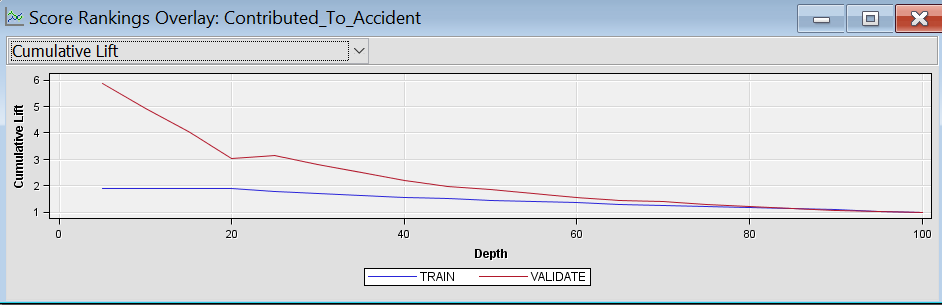 Score Rankings Overlay: Contributed_To_Accident
Cumulative Lift
6
5
4
3
2
1
Cumulative Lift
0 20 40 60 80 100
Depth
TRAIN VALIDATE